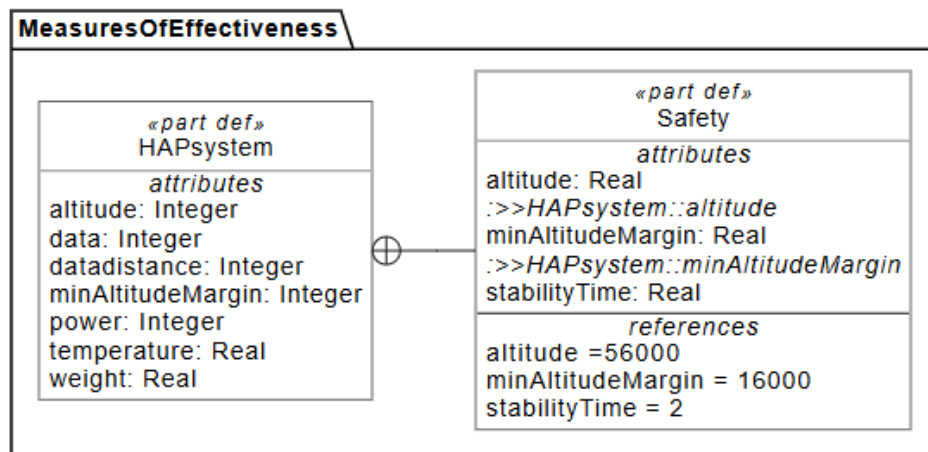 MeasuresOfEffectiveness
«part def»
HAPsystem
attributes
altitude: Integer
data: Integer
datadistance: Integer
minAltitudeMargin: Integer
power: Integer
temperature: Real
weight: Real
«part def»
Safety
attributes
altitude: Real
:>>HAPsystem::altitude
minAltitudeMargin: Real
:>>HAPsystem::minAltitudeMargin
stabilityTime: Real
references
altitude =56000
minAltitudeMargin = 16000
stabilityTime = 2